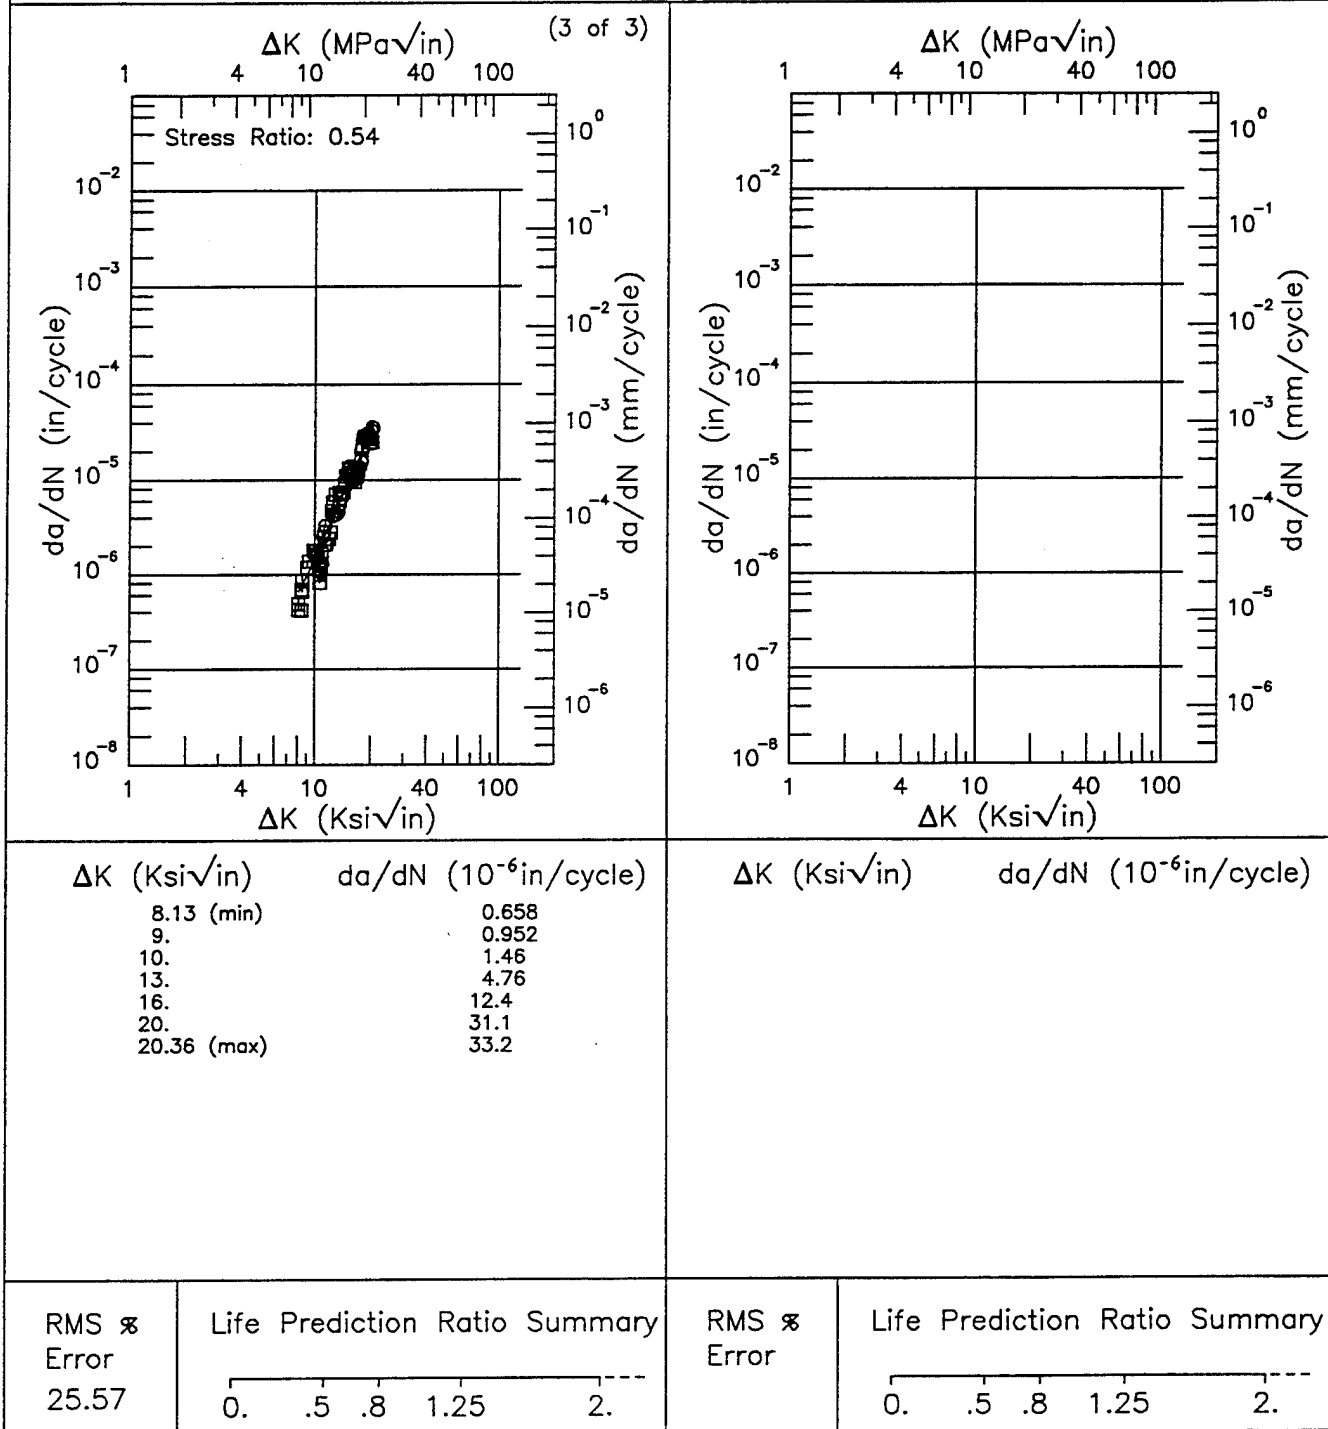 (3 of 3)
ΔK (MPa√in)
1 4 10 40 100
Stress Ratio: 0.54
10⁻²
10⁻³
10⁻⁴
10⁻⁵
10⁻⁶
10⁻⁷
10⁻⁸
da/dN (in/cycle)
10⁰
10⁻¹
10⁻²
10⁻³
10⁻⁴
10⁻⁵
10⁻⁶
da/dN (mm/cycle)
1 4 10 40 100
ΔK (Ksi√in)
ΔK (MPa√in)
1 4 10 40 100
10⁻²
10⁻³
10⁻⁴
10⁻⁵
10⁻⁶
10⁻⁷
10⁻⁸
da/dN (in/cycle)
10⁰
10⁻¹
10⁻²
10⁻³
10⁻⁴
10⁻⁵
10⁻⁶
da/dN (mm/cycle)
1 4 10 40 100
ΔK (Ksi√in)
ΔK (Ksi√in) da/dN (10⁻⁶in/cycle)
8.13 (min) 0.658
9. 0.952
10. 1.46
13. 4.76
16. 12.4
20. 31.1
20.36 (max) 33.2
ΔK (Ksi√in) da/dN (10⁻⁶in/cycle)
RMS %
Error
25.57
Life Prediction Ratio Summary
0. .5 .8 1.25 2.
RMS %
Error
Life Prediction Ratio Summary
0. .5 .8 1.25 2.